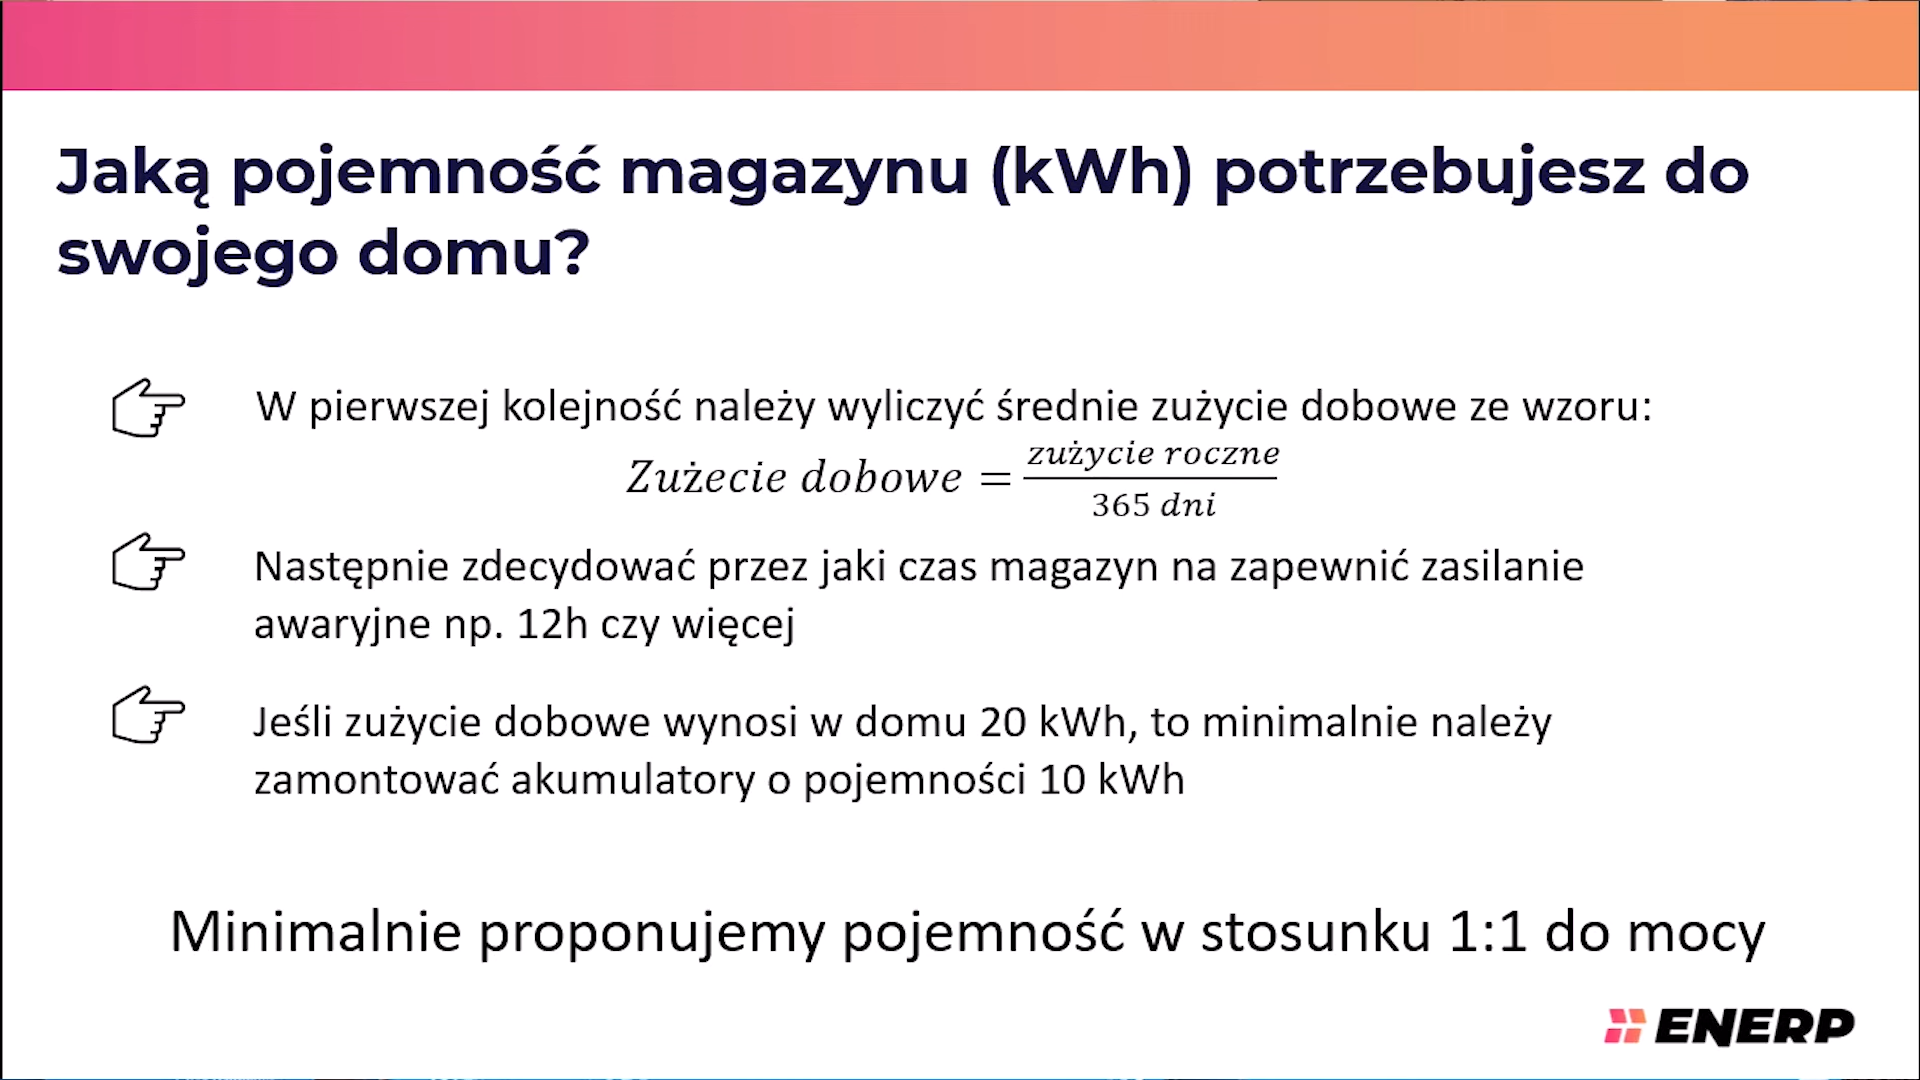 Jaką pojemność magazynu (kWh) potrzebujesz do
swojego domu?
W pierwszej kolejność należy wyliczyć średnie zużycie dobowe ze wzoru:
Zużecie dobowe = zużycie roczne / 365 dni
Następnie zdecydować przez jaki czas magazyn na zapewnić zasilanie
awaryjne np. 12h czy więcej
Jeśli zużycie dobowe wynosi w domu 20 kWh, to minimalnie należy
zamontować akumulatory o pojemności 10 kWh
Minimalnie proponujemy pojemność w stosunku 1:1 do mocy
ENERP